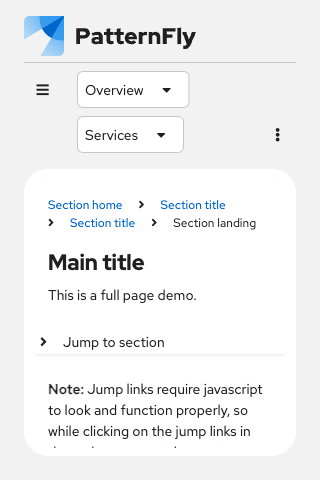 PatternFly
Overview
Services
Section home > Section title
> Section title > Section landing
Main title
This is a full page demo.
Jump to section
Note: Jump links require javascript
to look and function properly, so
while clicking on the jump links in